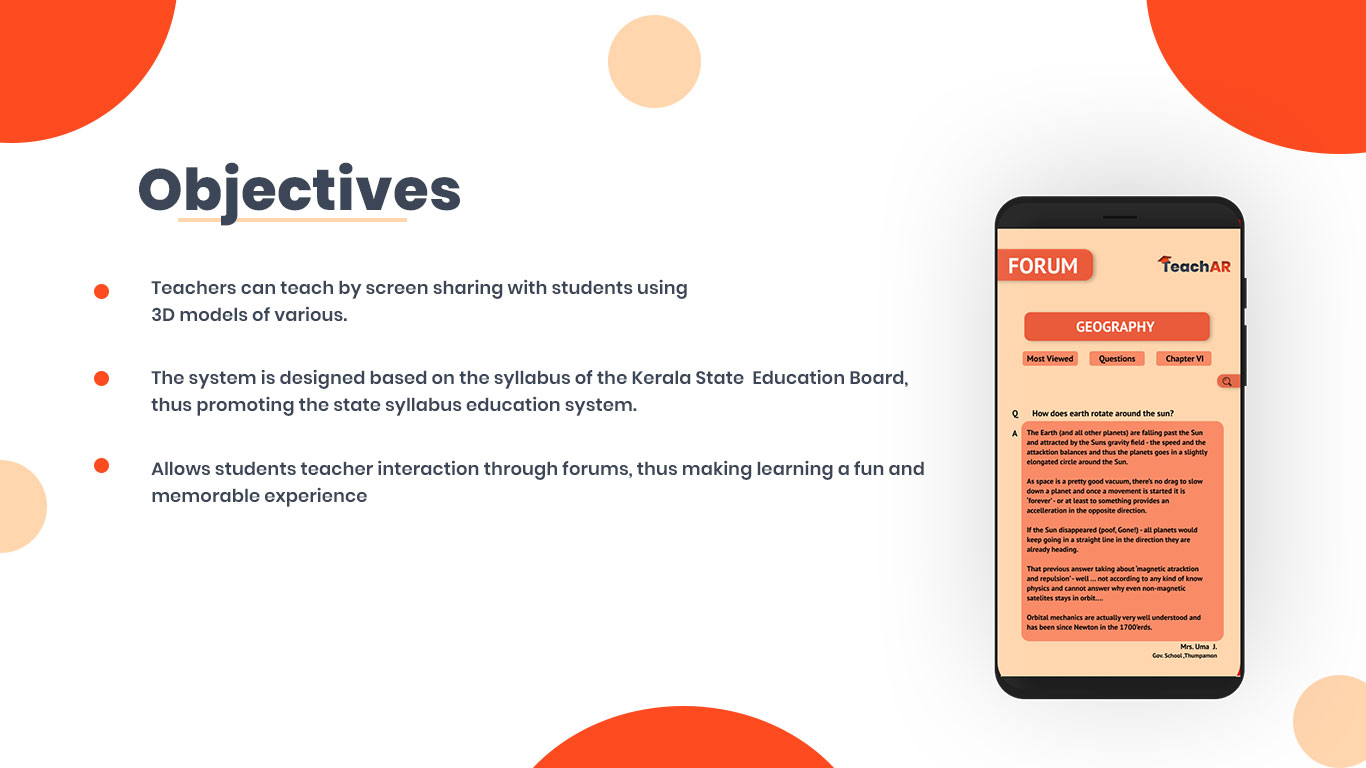 Objectives
Teachers can teach by screen sharing with students using
3D models of various.
The system is designed based on the syllabus of the Kerala State  Education Board,
thus promoting the state syllabus education system.
Allows students teacher interaction through forums, thus making learning a fun and
memorable experience
FORUM
TeachAR
GEOGRAPHY
Most Viewed Questions Chapter VI
Q How does earth rotate around the sun?
A The Earth (and all other planets) are falling past the Sun
and attracted by the Suns gravity field - the speed and the
attacktion balances and thus the planets goes in a slightly
elongated circle around the Sun.
As space is a pretty good vacuum, there's no drag to slow
down a planet and once a movement is started it is
'forever' - or at least to something provides an
accelleration in the opposite direction.
If the Sun disappeared (poof, Gone!) - all planets would
keep going in a straight line in the direction they are
already heading.
That previous answer taking about 'magnetic atracktion
and repulsion' - well ... not according to any kind of know
physics and cannot answer why even non-magnetic
satelites stays in orbit....
Orbital mechanics are actually very well understood and
has been since Newton in the 1700'erds.
Mrs. Uma J.
Gov. School ,Thumpamon